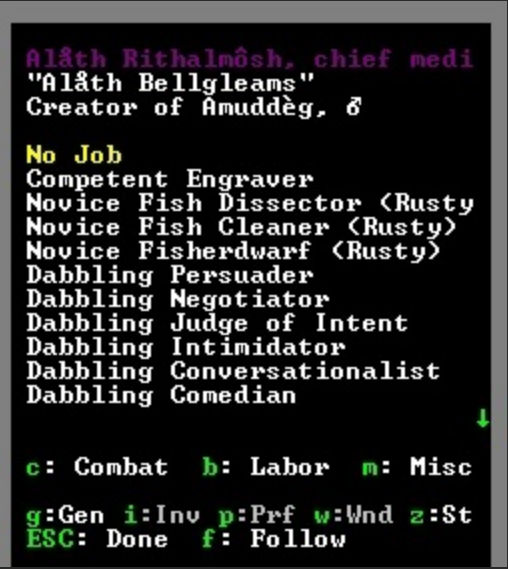 Alåth Rithalmôsh, chief medi
"Alåth Bellgleams"
Creator of Amuddèg, ♂
No Job
Competent Engraver
Novice Fish Dissector (Rusty
Novice Fish Cleaner (Rusty)
Novice Fisherdwarf (Rusty)
Dabbling Persuader
Dabbling Negotiator
Dabbling Judge of Intent
Dabbling Intimidator
Dabbling Conversationalist
Dabbling Comedian
↓
c: Combat b: Labor m: Misc
g:Gen i:Inv p:Prf w:Wnd z:St
ESC: Done f: Follow